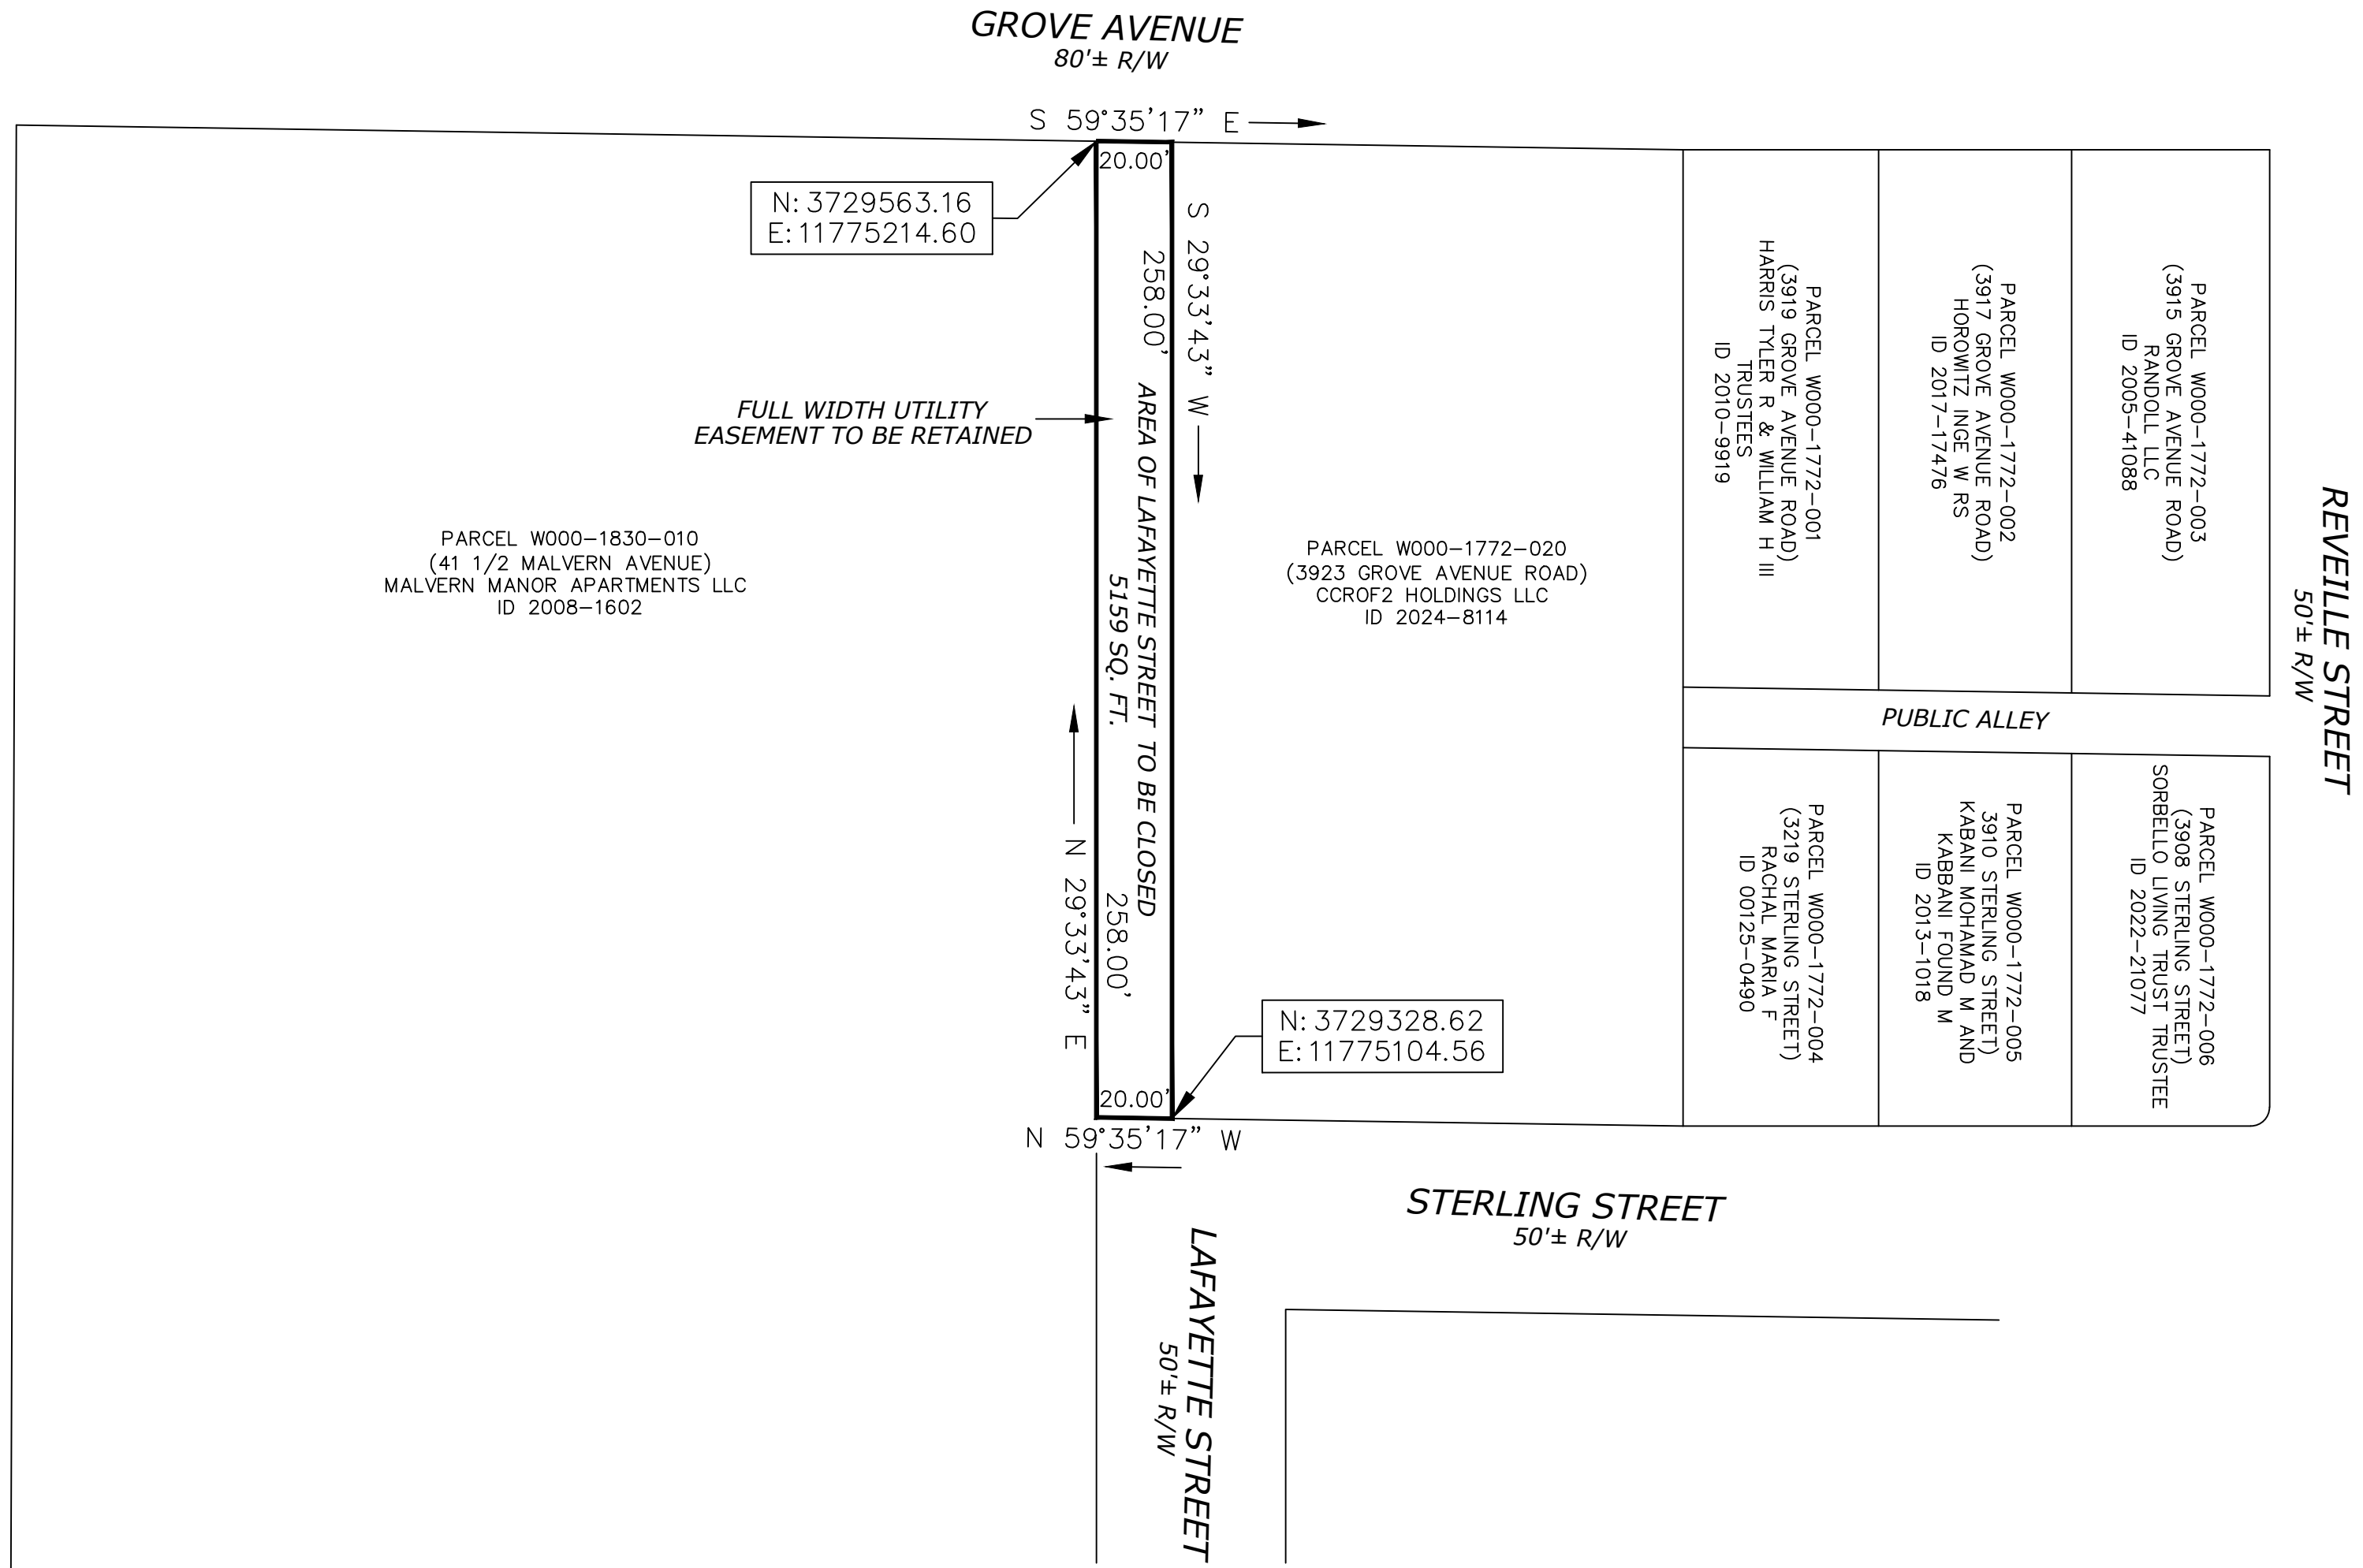 GROVE AVENUE
80'± R/W
S 59°35'17" E
20.00'
N: 3729563.16
E: 11775214.60
S 29°33'43" W
258.00'
FULL WIDTH UTILITY
EASEMENT TO BE RETAINED
AREA OF LAFAYETTE STREET TO BE CLOSED
5159 SQ. FT.
PARCEL W000-1830-010
(41 1/2 MALVERN AVENUE)
MALVERN MANOR APARTMENTS LLC
ID 2008-1602
PARCEL W000-1772-020
(3923 GROVE AVENUE ROAD)
CCROF2 HOLDINGS LLC
ID 2024-8114
PARCEL W000-1772-001
(3919 GROVE AVENUE ROAD)
HARRIS TYLER R & WILLIAM H III
TRUSTEES
ID 2010-9919
PARCEL W000-1772-002
(3917 GROVE AVENUE ROAD)
HOROWITZ INGE W RS
ID 2017-17476
PARCEL W000-1772-003
(3915 GROVE AVENUE ROAD)
RANDOLL LLC
ID 2005-41088
REVEILLE STREET
50'± R/W
PUBLIC ALLEY
PARCEL W000-1772-004
(3219 STERLING STREET)
RACHAL MARIA F
ID 00125-0490
PARCEL W000-1772-005
3910 STERLING STREET)
KABANI MOHAMAD M AND
KABBANI FOUND M
ID 2013-1018
PARCEL W000-1772-006
(3908 STERLING STREET)
SORBELLO LIVING TRUST TRUSTEE
ID 2022-21077
N 29°33'43" E
258.00'
N: 3729328.62
E: 11775104.56
20.00'
N 59°35'17" W
STERLING STREET
50'± R/W
LAFAYETTE STREET
50'± R/W